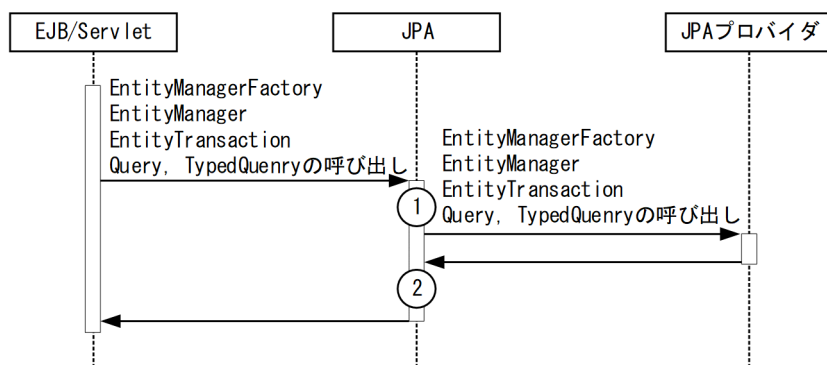 EJB/Servlet
JPA
JPAプロバイダ
EntityManagerFactory
EntityManager
EntityTransaction
Query, TypedQuenryの呼び出し
EntityManagerFactory
EntityManager
EntityTransaction
Query, TypedQuenryの呼び出し
1
2